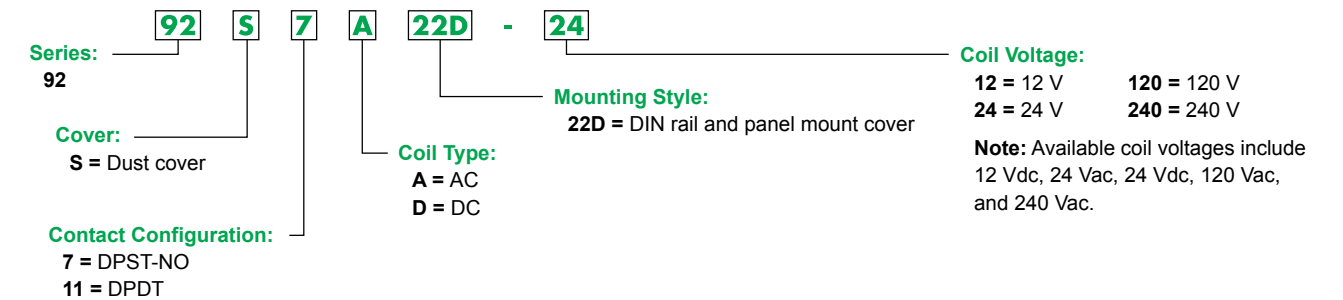 92 S 7 A 22D - 24
Series:
92
Cover:
S = Dust cover
Contact Configuration:
7 = DPST-NO
11 = DPDT
Coil Type:
A = AC
D = DC
Mounting Style:
22D = DIN rail and panel mount cover
Coil Voltage:
12 = 12 V 120 = 120 V
24 = 24 V 240 = 240 V
Note: Available coil voltages include
12 Vdc, 24 Vac, 24 Vdc, 120 Vac,
and 240 Vac.